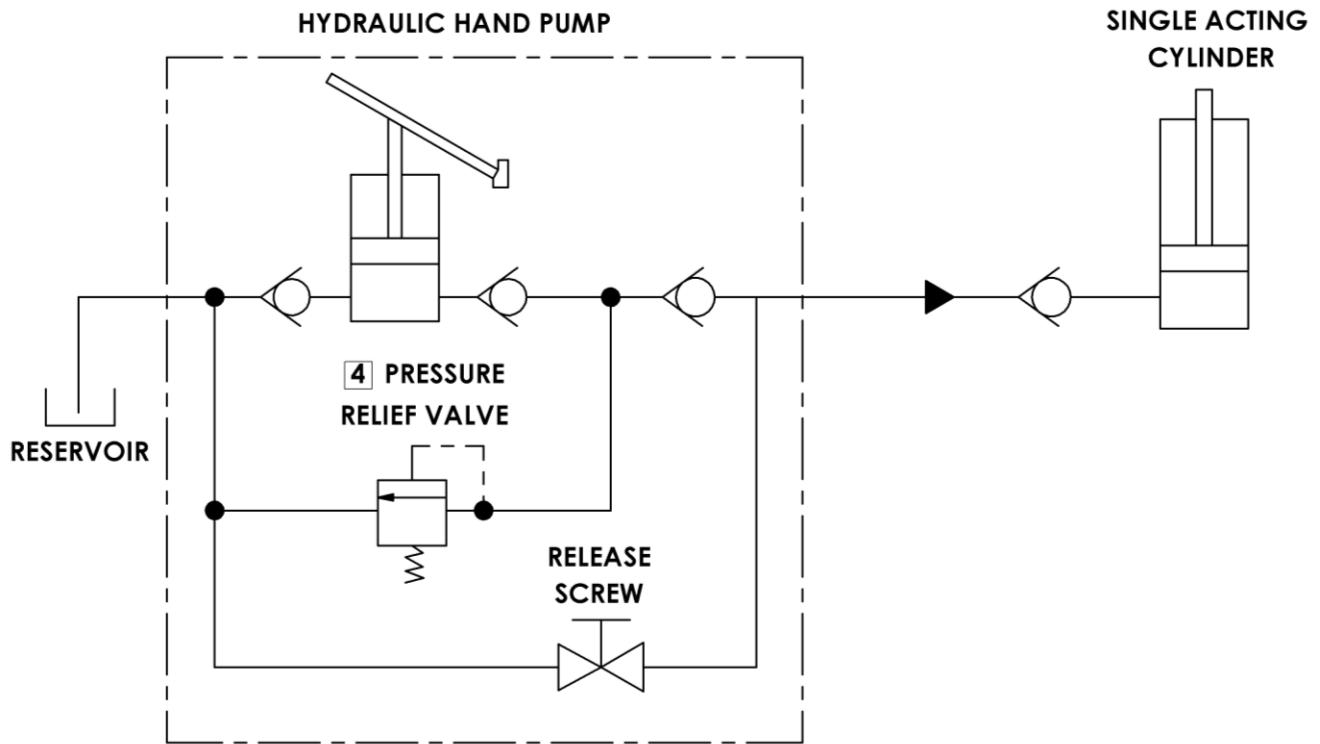 HYDRAULIC HAND PUMP
SINGLE ACTING
CYLINDER
4 PRESSURE
RELIEF VALVE
RESERVOIR
RELEASE
SCREW